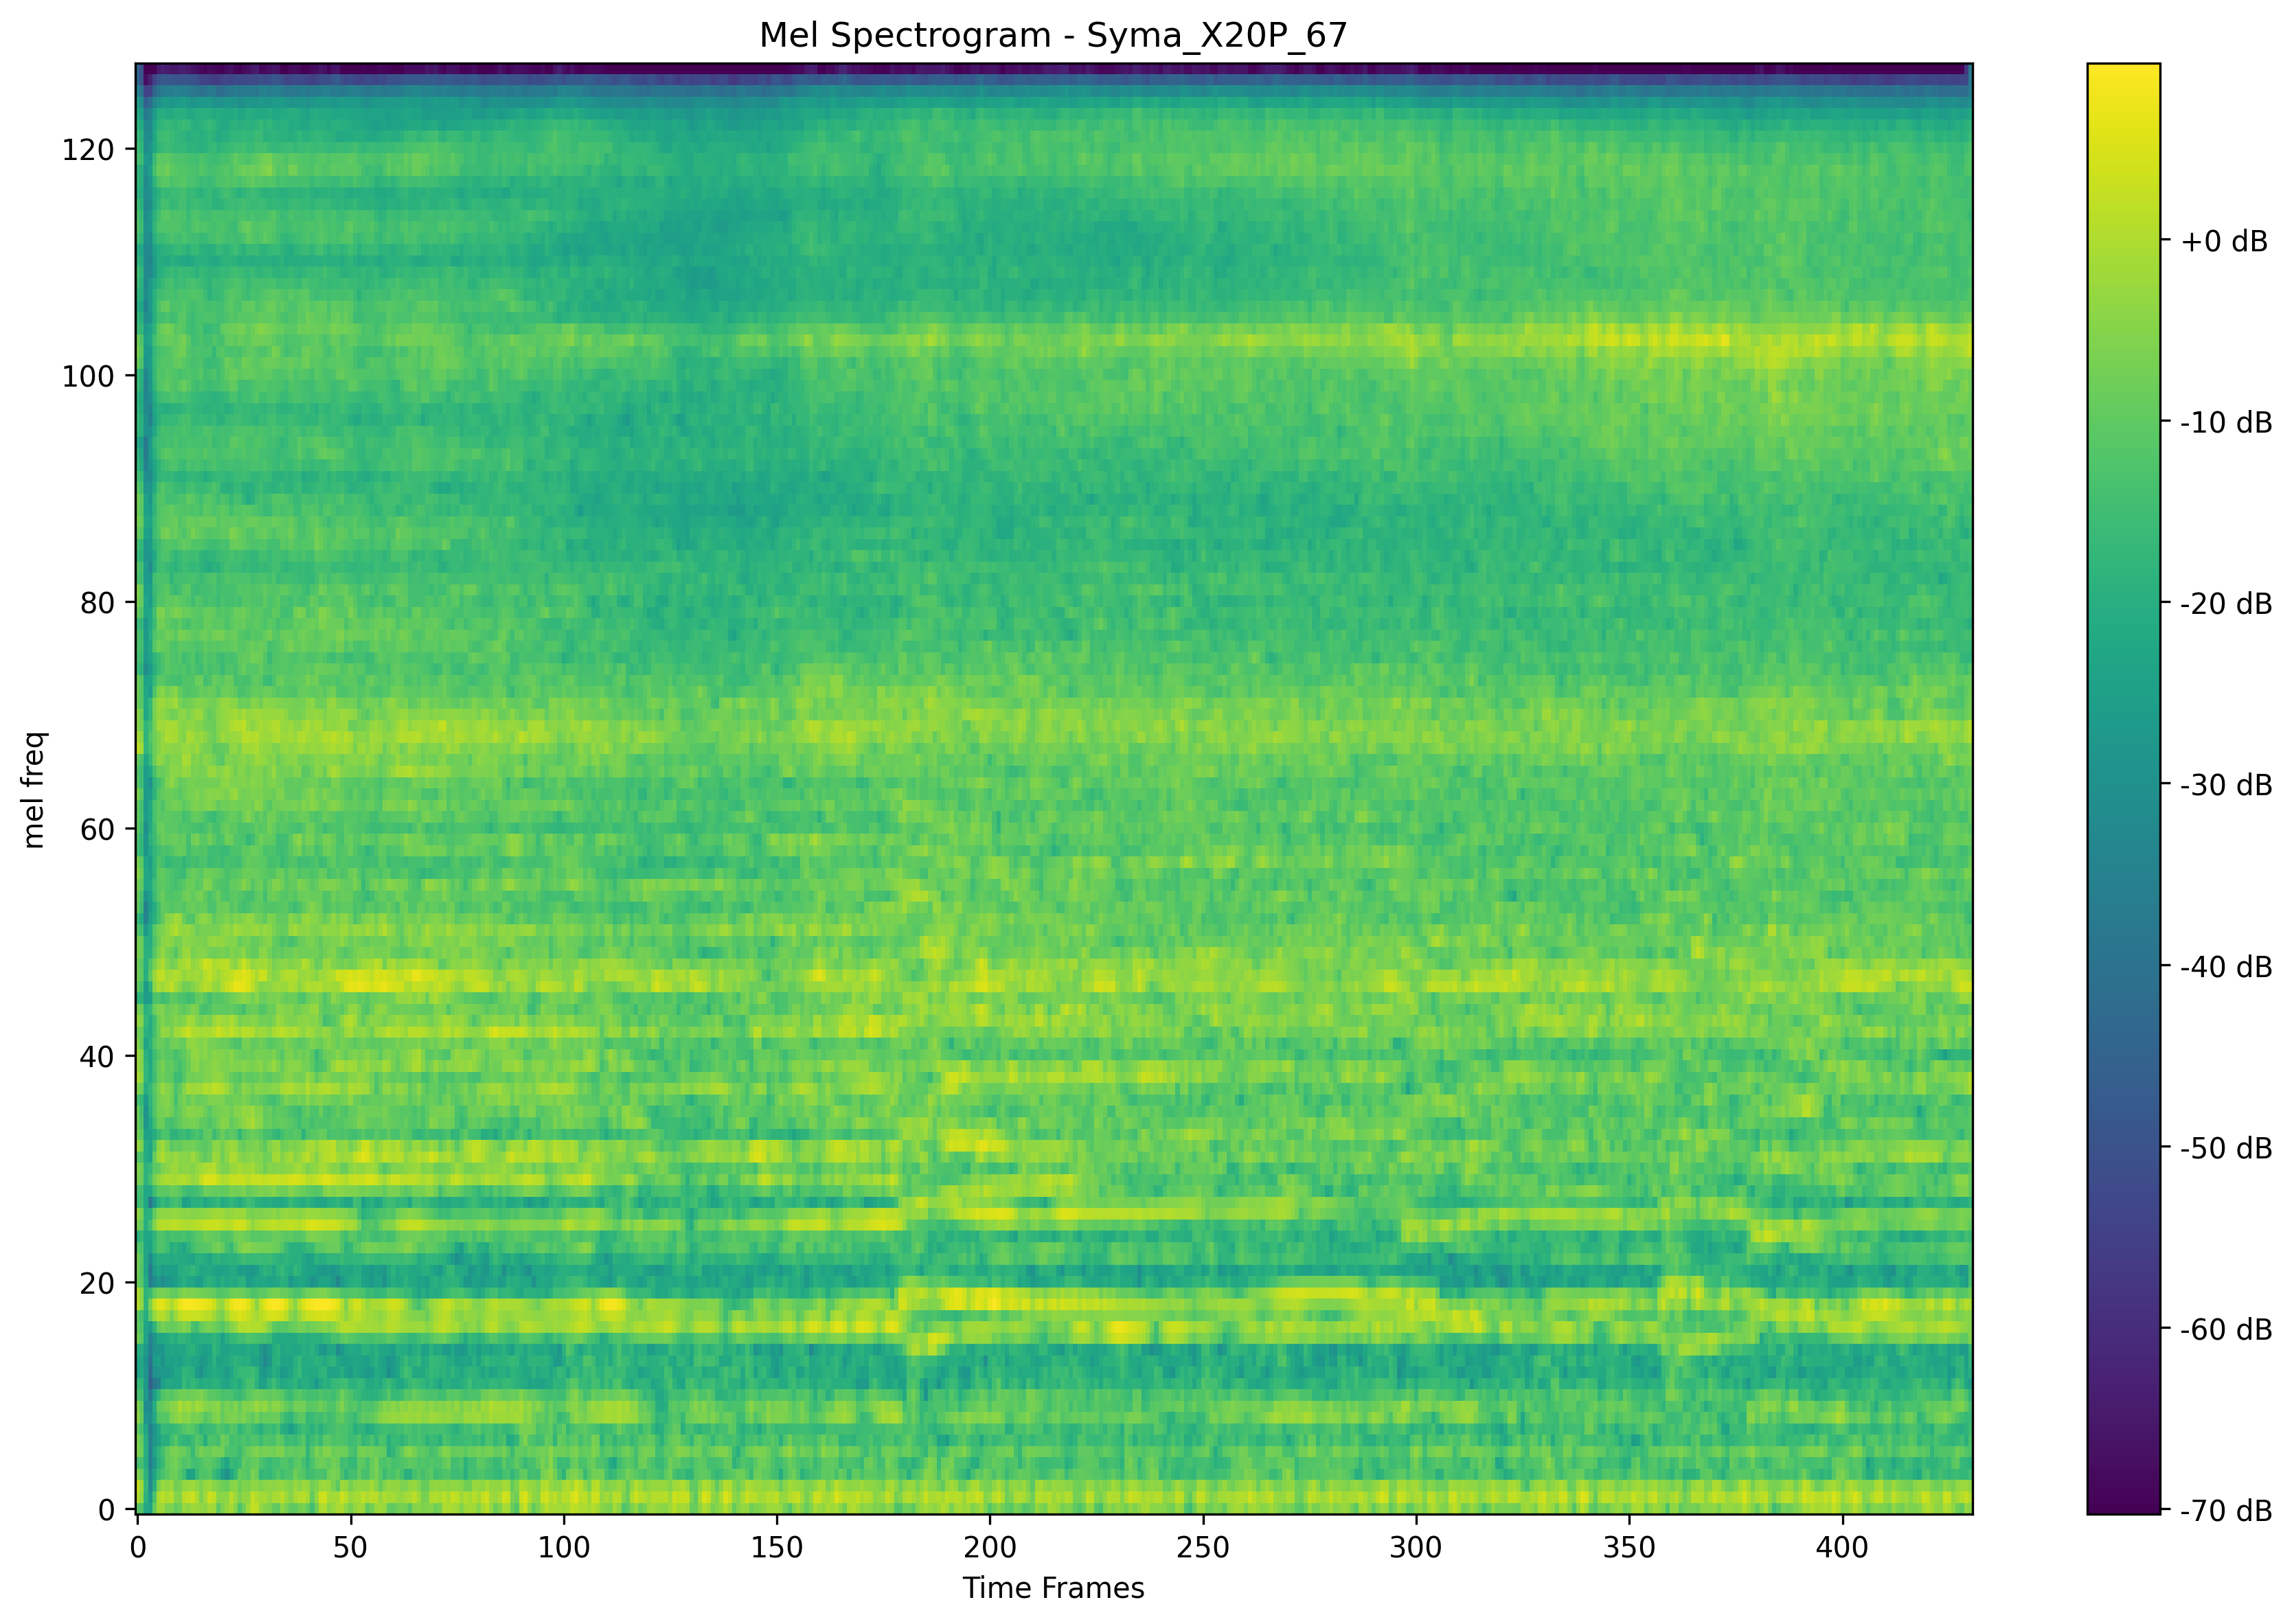 Mel Spectrogram - Syma_X20P_67
mel freq
120
100
80
60
40
20
0
0 50 100 150 200 250 300 350 400
Time Frames
+0 dB
-10 dB
-20 dB
-30 dB
-40 dB
-50 dB
-60 dB
-70 dB